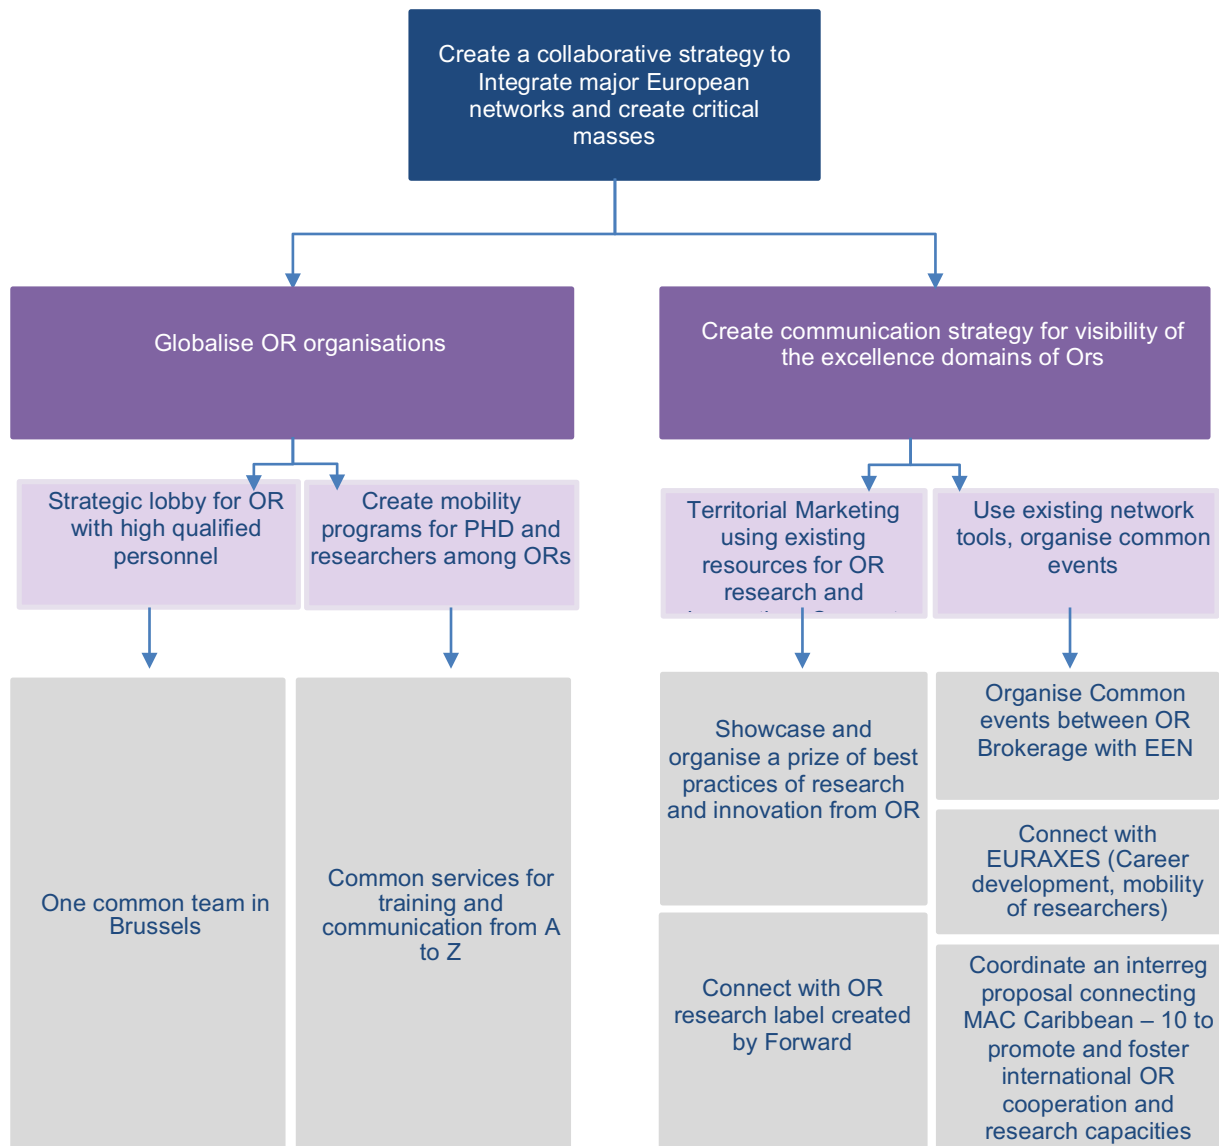 Create a collaborative strategy to
Integrate major European
networks and create critical
masses
Globalise OR organisations
Create communication strategy for visibility of
the excellence domains of Ors
Strategic lobby for OR
with high qualified
personnel
Create mobility
programs for PHD and
researchers among ORs
Territorial Marketing
using existing
resources for OR
research and
Use existing network
tools, organise common
events
One common team in
Brussels
Common services for
training and
communication from A
to Z
Showcase and
organise a prize of best
practices of research
and innovation from OR
Connect with OR
research label created
by Forward
Organise Common
events between OR
Brokerage with EEN
Connect with
EURAXES (Career
development, mobility
of researchers)
Coordinate an interreg
proposal connecting
MAC Caribbean – 10 to
promote and foster
international OR
cooperation and
research capacities